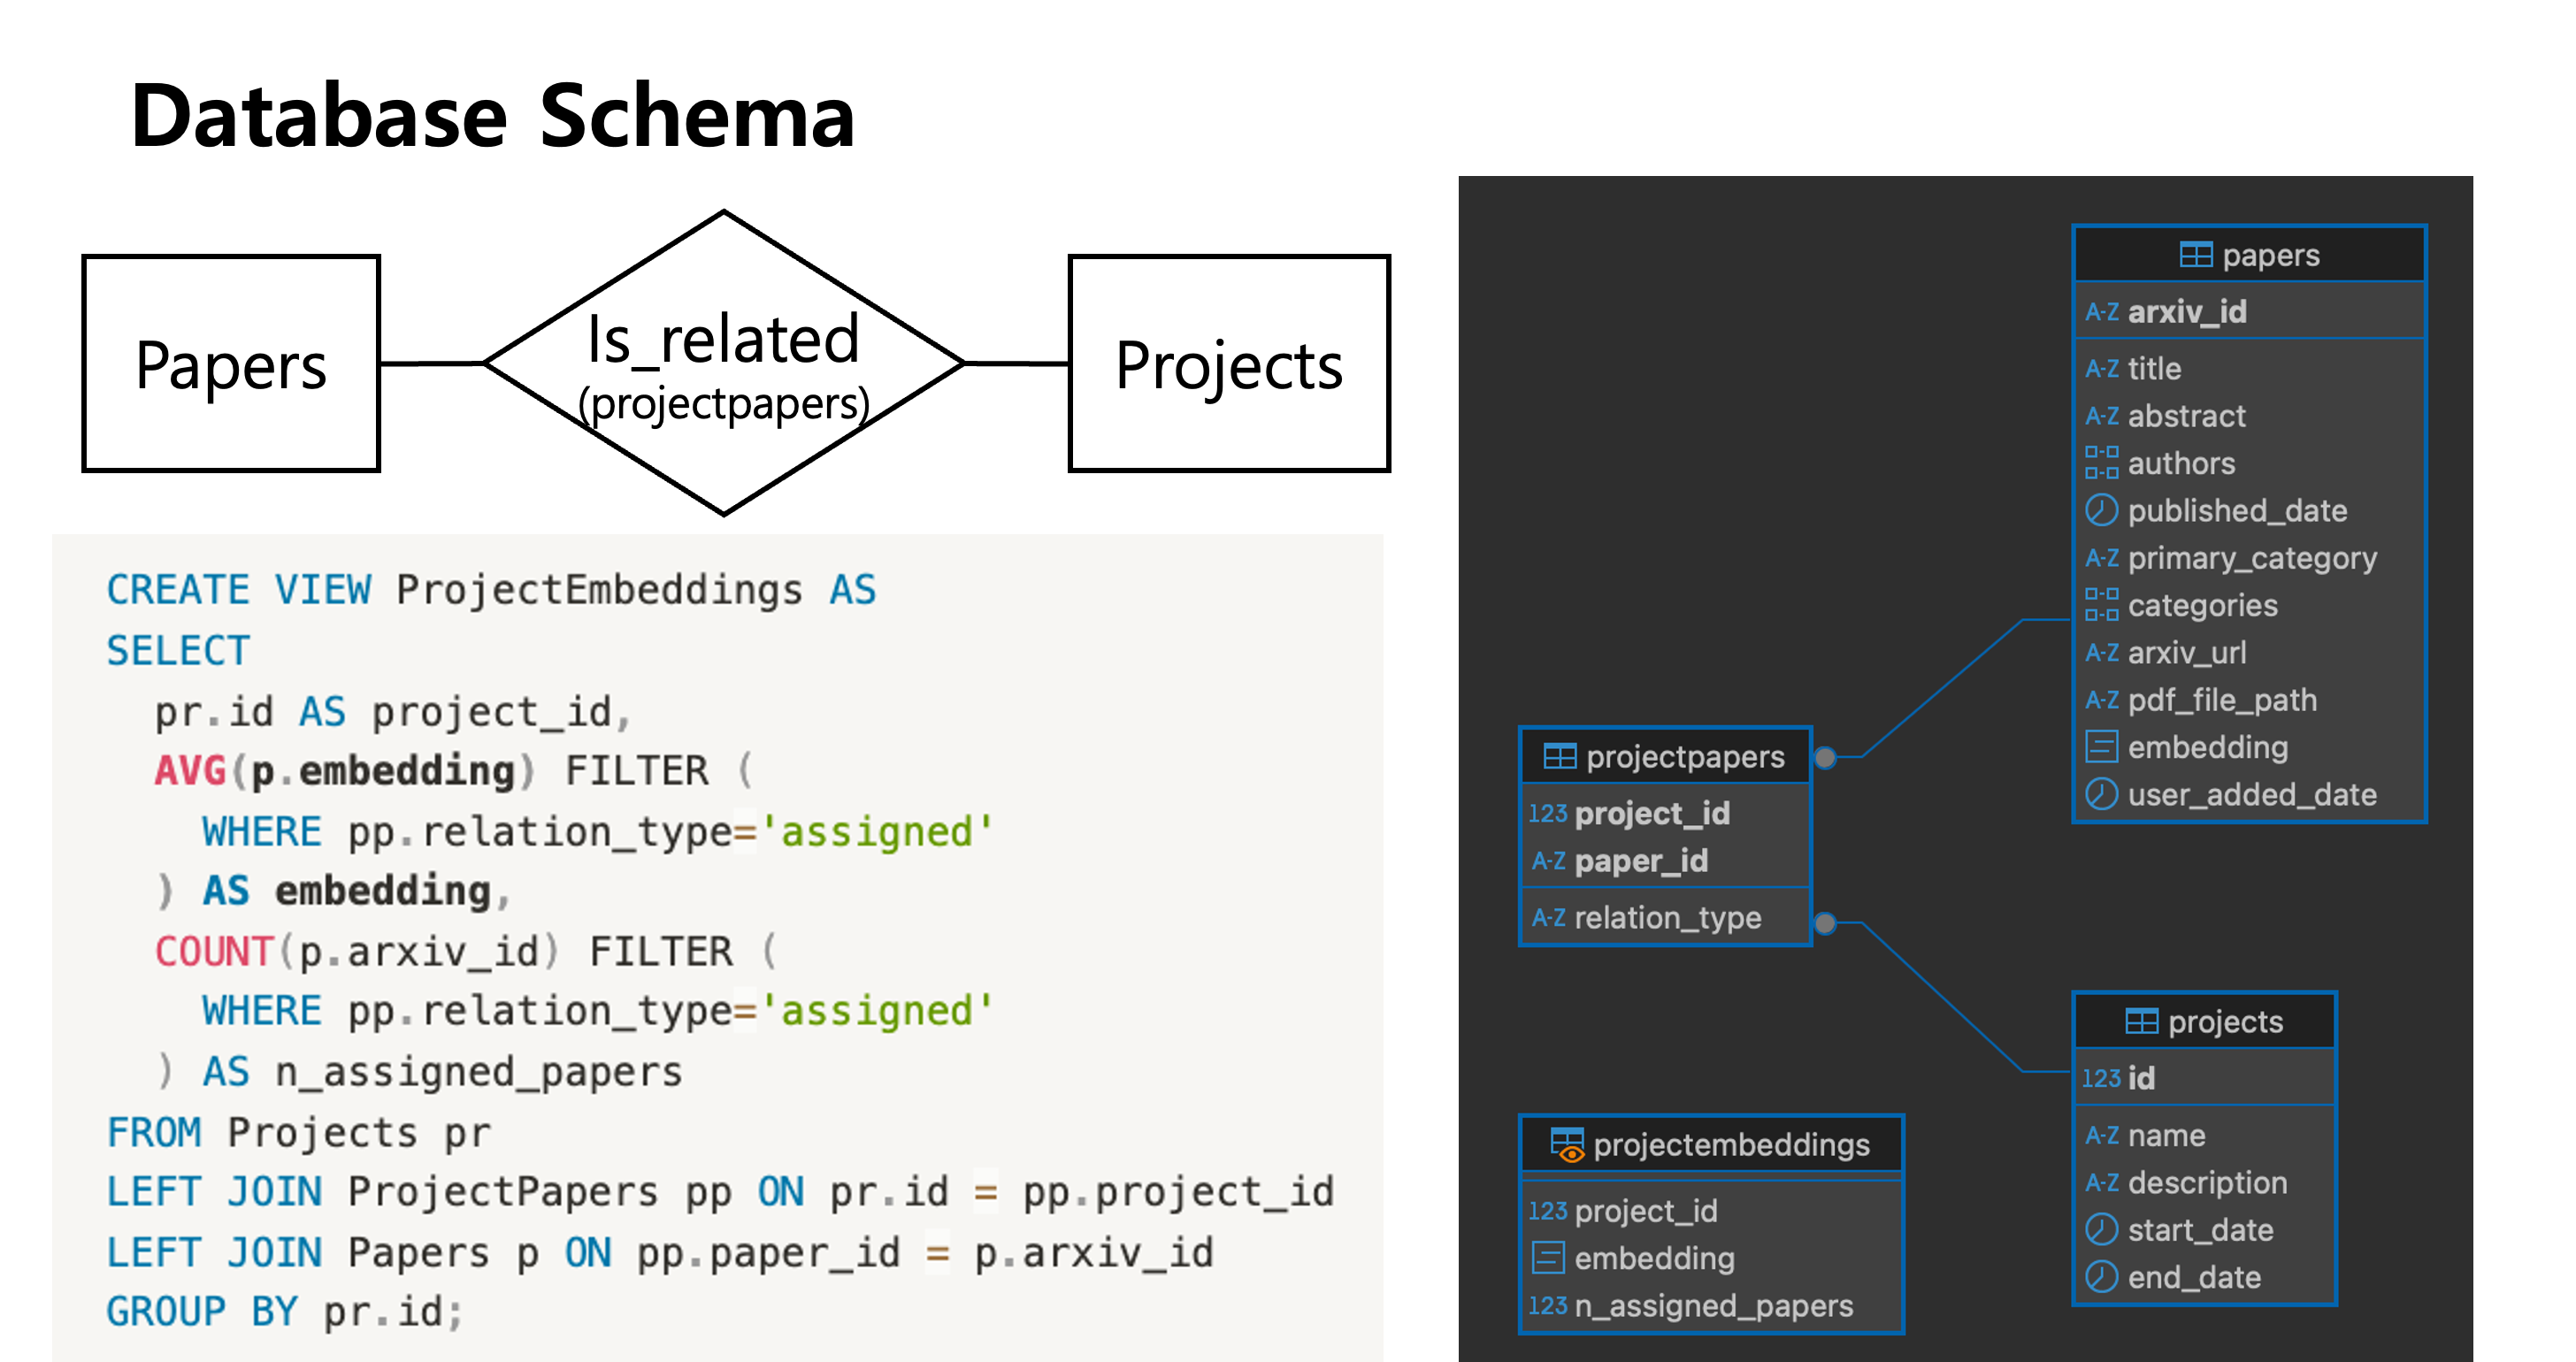 Database Schema
Papers
Is_related
(projectpapers)
Projects
CREATE VIEW ProjectEmbeddings AS
SELECT
pr.id AS project_id,
AVG(p.embedding) FILTER (
WHERE pp.relation_type='assigned'
) AS embedding,
COUNT(p.arxiv_id) FILTER (
WHERE pp.relation_type='assigned'
) AS n_assigned_papers
FROM Projects pr
LEFT JOIN ProjectPapers pp ON pr.id = pp.project_id
LEFT JOIN Papers p ON pp.paper_id = p.arxiv_id
GROUP BY pr.id;
papers
A-Z arxiv_id
A-Z title
A-Z abstract
authors
published_date
A-Z primary_category
categories
A-Z arxiv_url
A-Z pdf_file_path
embedding
user_added_date
projectpapers
123 project_id
A-Z paper_id
A-Z relation_type
projects
123 id
A-Z name
A-Z description
start_date
end_date
projectembeddings
123 project_id
embedding
123 n_assigned_papers